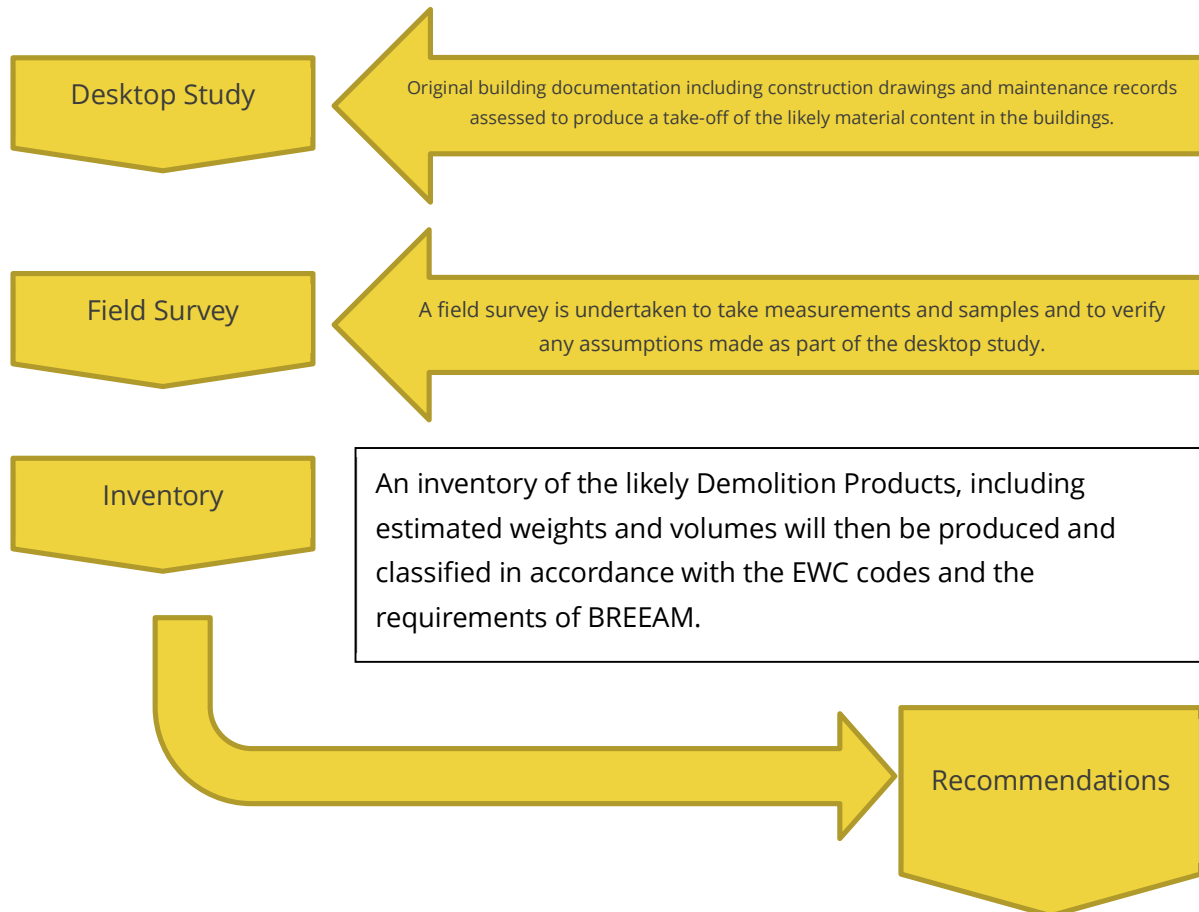 Desktop Study
Original building documentation including construction drawings and maintenance records
assessed to produce a take-off of the likely material content in the buildings.
Field Survey
A field survey is undertaken to take measurements and samples and to verify
any assumptions made as part of the desktop study.
Inventory
An inventory of the likely Demolition Products, including
estimated weights and volumes will then be produced and
classified in accordance with the EWC codes and the
requirements of BREEAM.
Recommendations